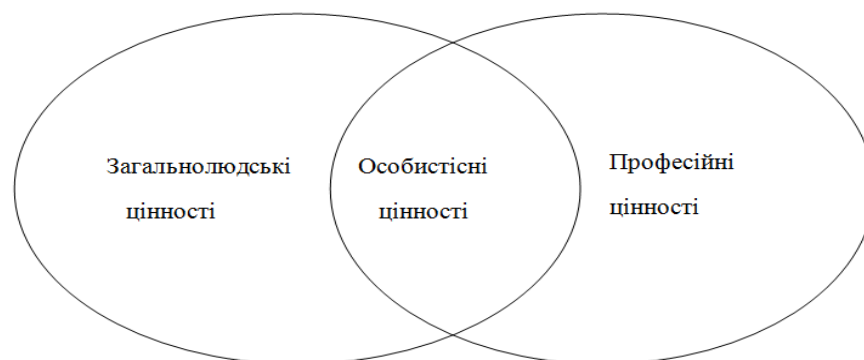 Загальнолюдські
цінності
Особистісні
цінності
Професійні
цінності